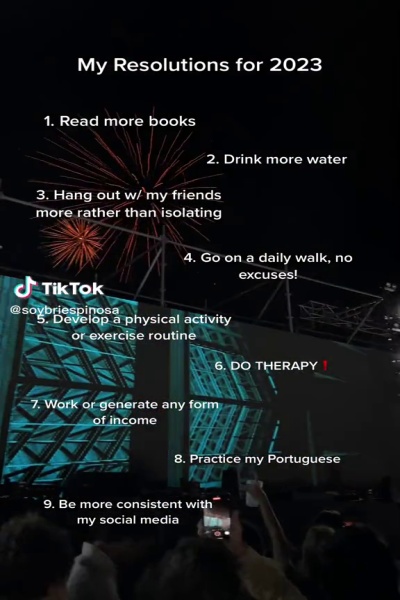 My Resolutions for 2023
1. Read more books
2. Drink more water
3. Hang out w/ my friends
more rather than isolating
4. Go on a daily walk, no
excuses!
TikTok
@soybriespinosa
5. Develop a physical activity
or exercise routine
6. DO THERAPY❗
7. Work or generate any form
of income
8. Practice my Portuguese
9. Be more consistent with
my social media